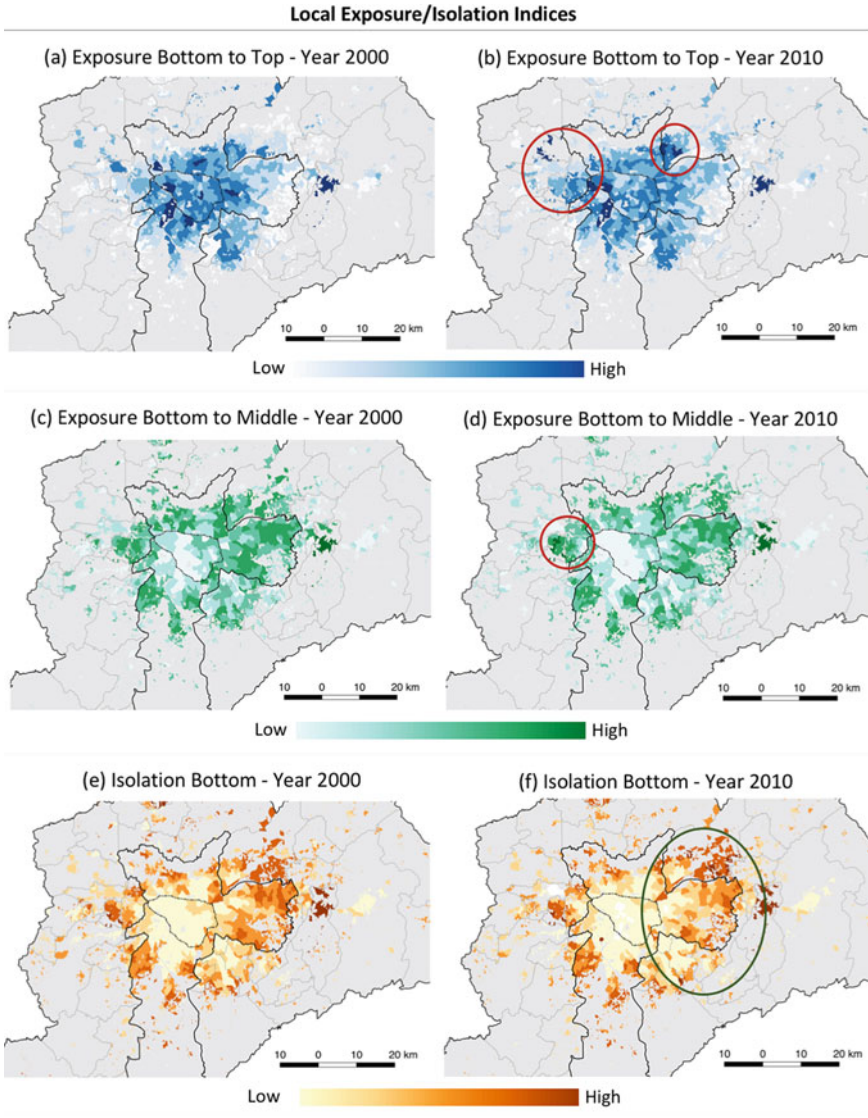 Local Exposure/Isolation Indices
(a) Exposure Bottom to Top - Year 2000
(b) Exposure Bottom to Top - Year 2010
10 0 10 20 km
10 0 10 20 km
Low High
(c) Exposure Bottom to Middle - Year 2000
(d) Exposure Bottom to Middle - Year 2010
10 0 10 20 km
10 0 10 20 km
Low High
(e) Isolation Bottom - Year 2000
(f) Isolation Bottom - Year 2010
10 0 10 20 km
10 0 10 20 km
Low High